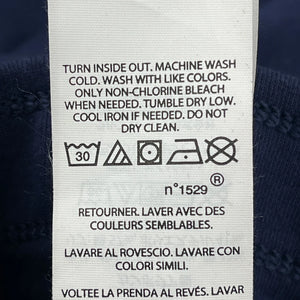 TURN INSIDE OUT. MACHINE WASH
COLD. WASH WITH LIKE COLORS.
ONLY NON-CHLORINE BLEACH
WHEN NEEDED. TUMBLE DRY LOW.
COOL IRON IF NEEDED. DO NOT
DRY CLEAN.
30
®
n°1529
RETOURNER. LAVER AVEC DES
COULEURS SEMBLABLES.
LAVARE AL ROVESCIO. LAVARE CON
COLORI SIMILI.
VOLTEE LA PRENDA AL REVÉS. LAVAR